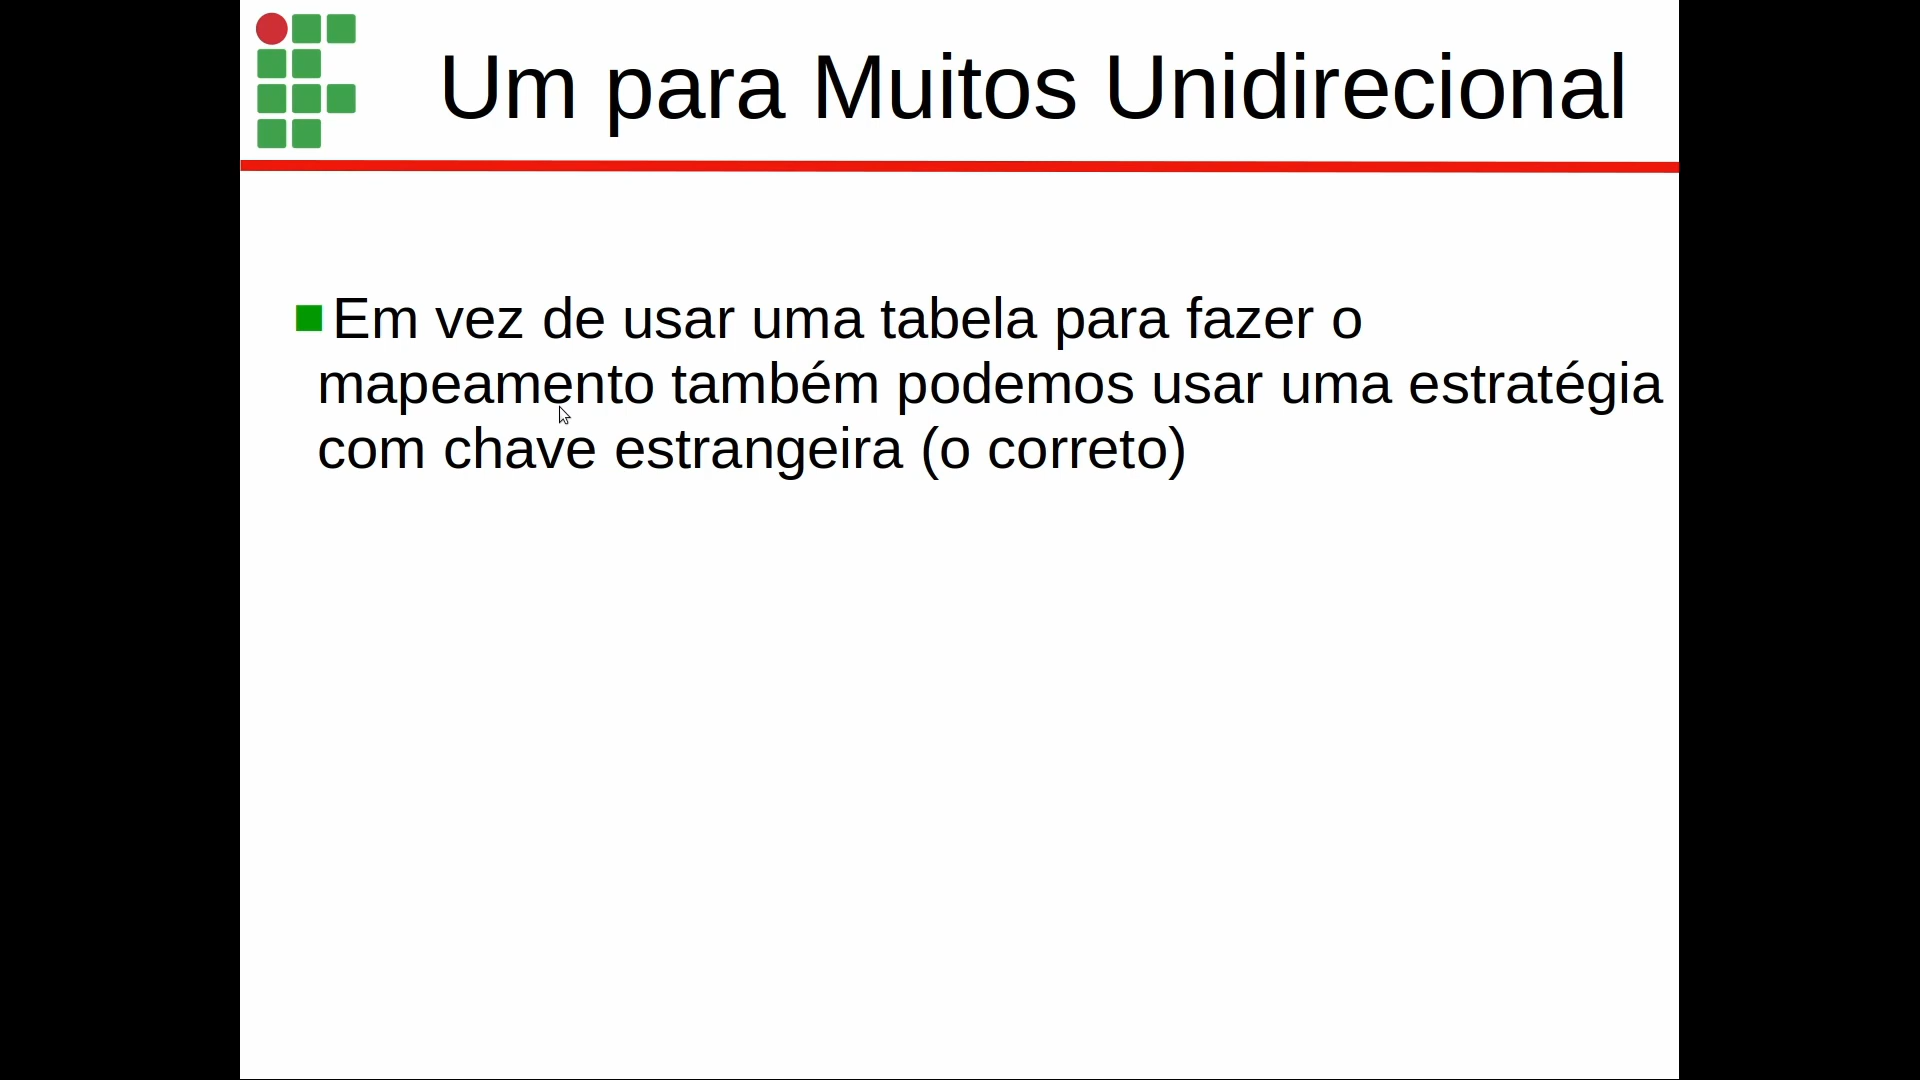 Um para Muitos Unidirecional
Em vez de usar uma tabela para fazer o
mapeamento também podemos usar uma estratégia
com chave estrangeira (o correto)